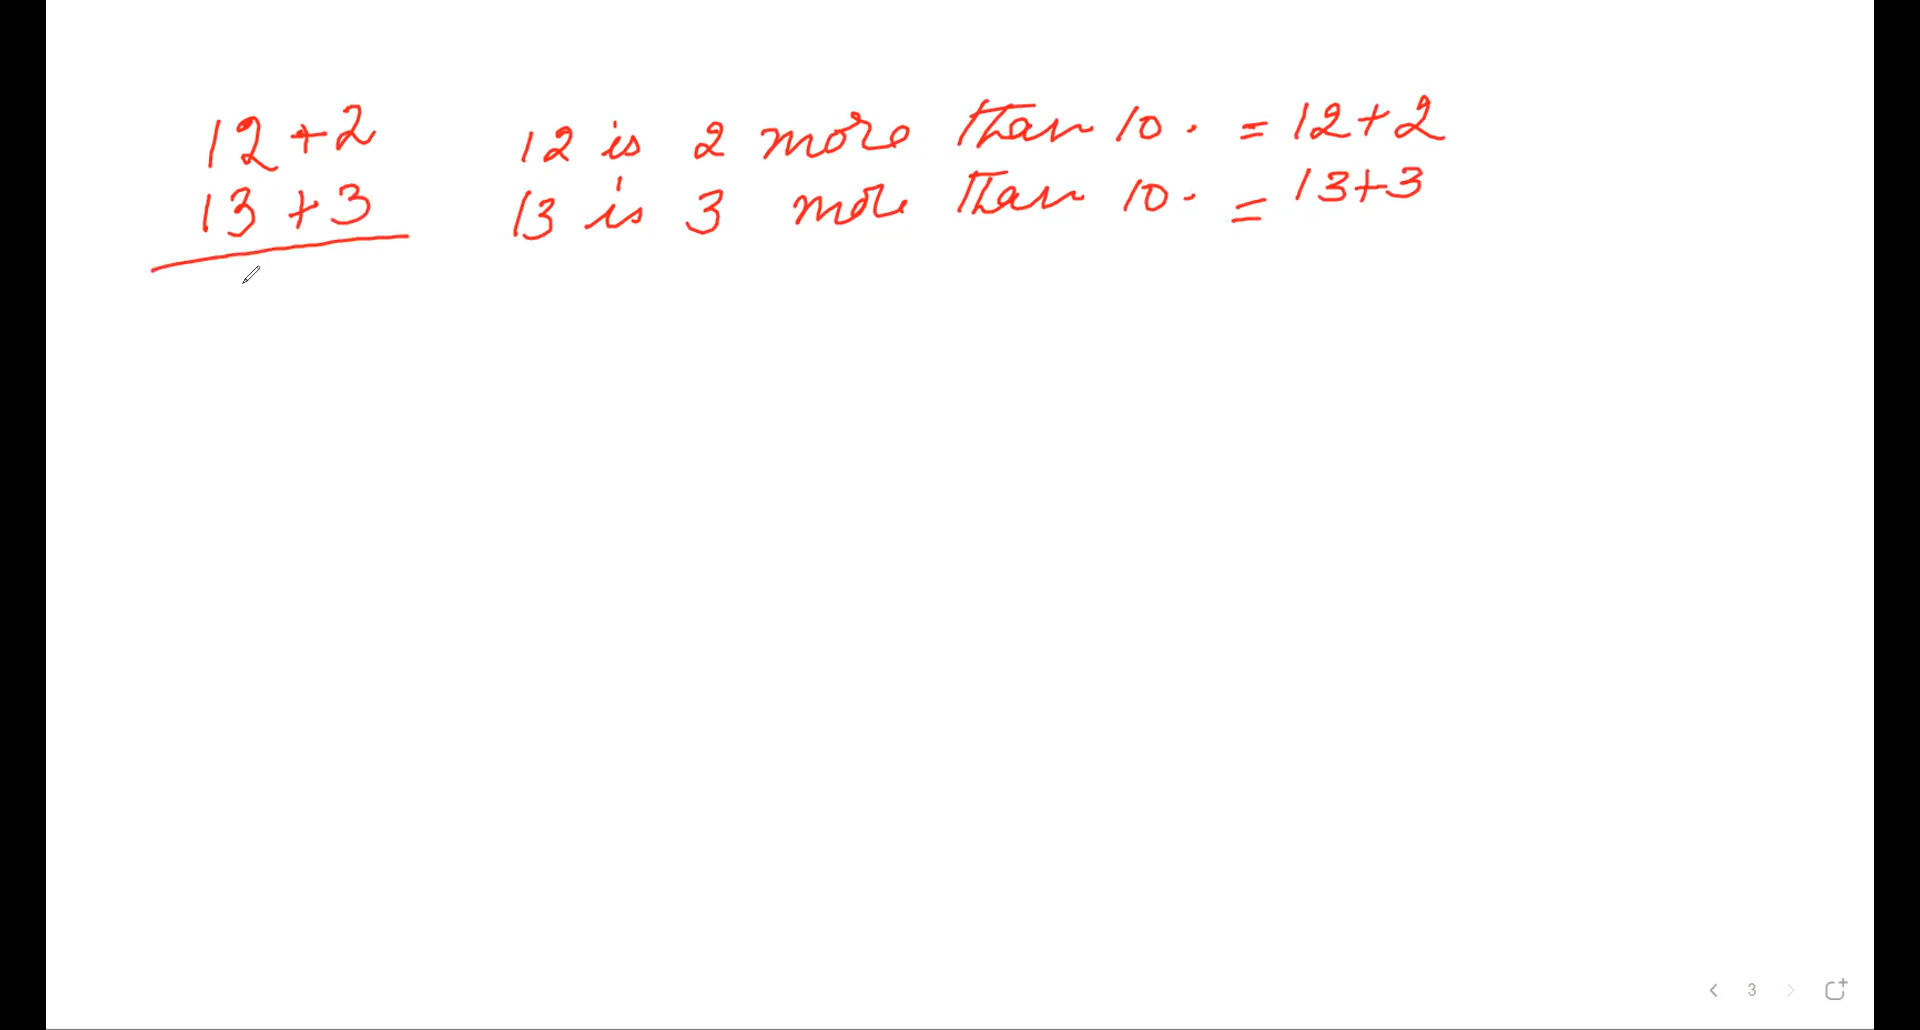 12+2 12 is 2 more than 10. = 12+2
13+3 13 is 3 more than 10. = 13+3
3